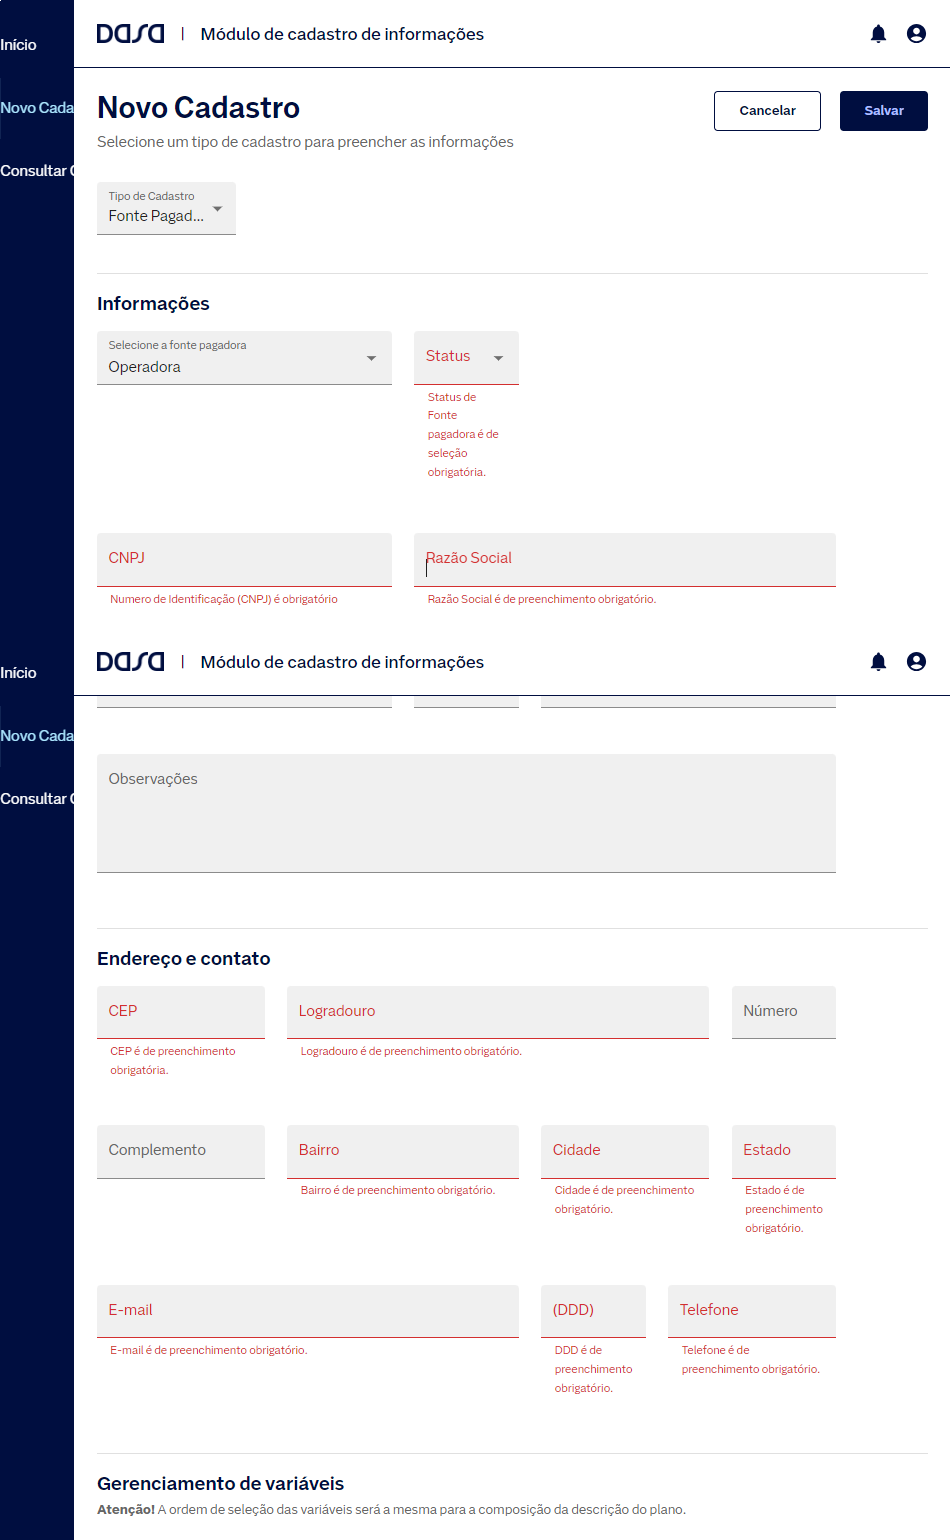 Início
Novo Cada
Consultar C
Dasa | Módulo de cadastro de informações
Novo Cadastro
Selecione um tipo de cadastro para preencher as informações
Cancelar
Salvar
Tipo de Cadastro
Fonte Pagad...
Informações
Selecione a fonte pagadora
Operadora
Status
Status de
Fonte
pagadora é de
seleção
obrigatória.
CNPJ
Numero de Identificação (CNPJ) é obrigatório
Razão Social
Razão Social é de preenchimento obrigatório.
Início
Novo Cada
Consultar C
Dasa | Módulo de cadastro de informações
Observações
Endereço e contato
CEP
CEP é de preenchimento
obrigatória.
Logradouro
Logradouro é de preenchimento obrigatório.
Número
Complemento
Bairro
Bairro é de preenchimento obrigatório.
Cidade
Cidade é de preenchimento
obrigatório.
Estado
Estado é de
preenchimento
obrigatório.
E-mail
E-mail é de preenchimento obrigatório.
(DDD)
DDD é de
preenchimento
obrigatório.
Telefone
Telefone é de
preenchimento obrigatório.
Gerenciamento de variáveis
Atenção! A ordem de seleção das variáveis será a mesma para a composição da descrição do plano.